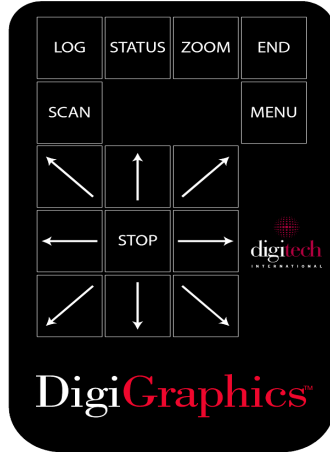 LOG STATUS ZOOM END
SCAN MENU
STOP
digitech
INTERNATIONAL
DigiGraphics™